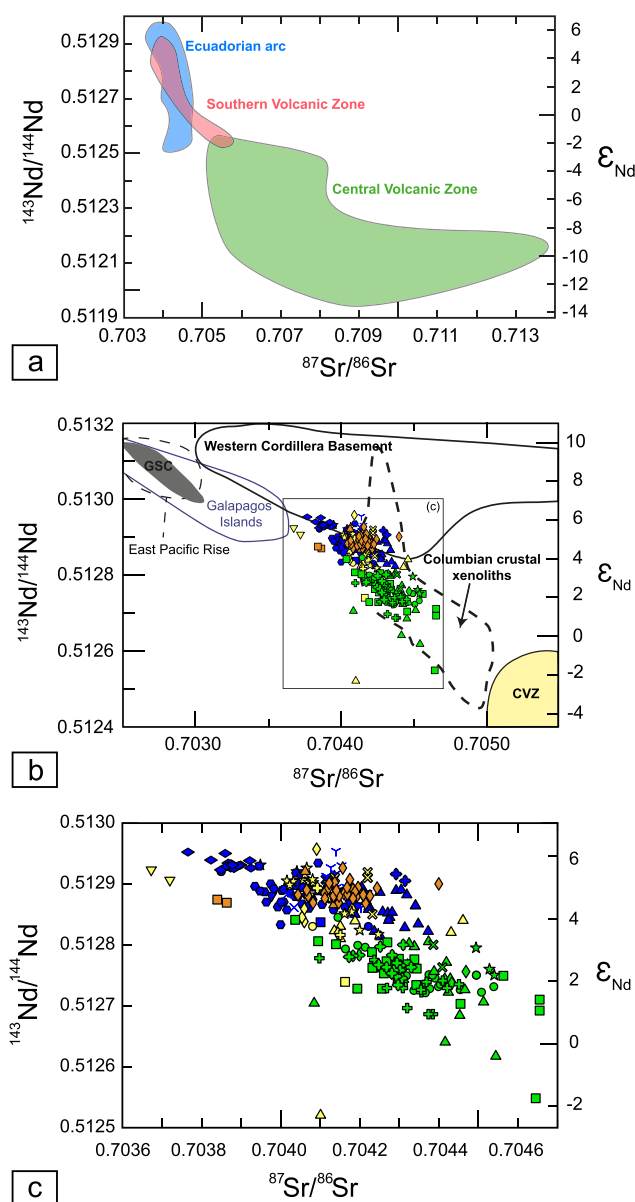 0.5129
0.5127
0.5125
0.5123
0.5121
0.5119
¹⁴³Nd/¹⁴⁴Nd
Ecuadorian arc
Southern Volcanic Zone
Central Volcanic Zone
6
4
2
0
-2
-4
-6
-8
-10
-12
-14
εNd
0.703
0.705
0.707
0.709
0.711
0.713
⁸⁷Sr/⁸⁶Sr
a
0.5132
0.5130
0.5128
0.5126
0.5124
¹⁴³Nd/¹⁴⁴Nd
Western Cordillera Basement
GSC
Galapagos
Islands
East Pacific Rise
(c)
Columbian crustal
xenoliths
CVZ
10
8
6
4
2
0
-2
-4
εNd
0.7030
0.7040
0.7050
⁸⁷Sr/⁸⁶Sr
b
0.5130
0.5129
0.5128
0.5127
0.5126
0.5125
¹⁴³Nd/¹⁴⁴Nd
6
4
2
0
-2
εNd
0.7036
0.7038
0.7040
0.7042
0.7044
0.7046
⁸⁷Sr/⁸⁶Sr
c